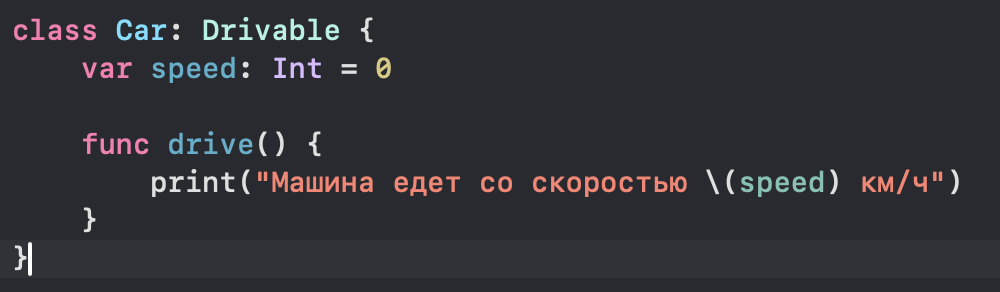 class Car: Drivable {
    var speed: Int = 0

    func drive() {
        print("Машина едет со скоростью \(speed) км/ч")
    }
}